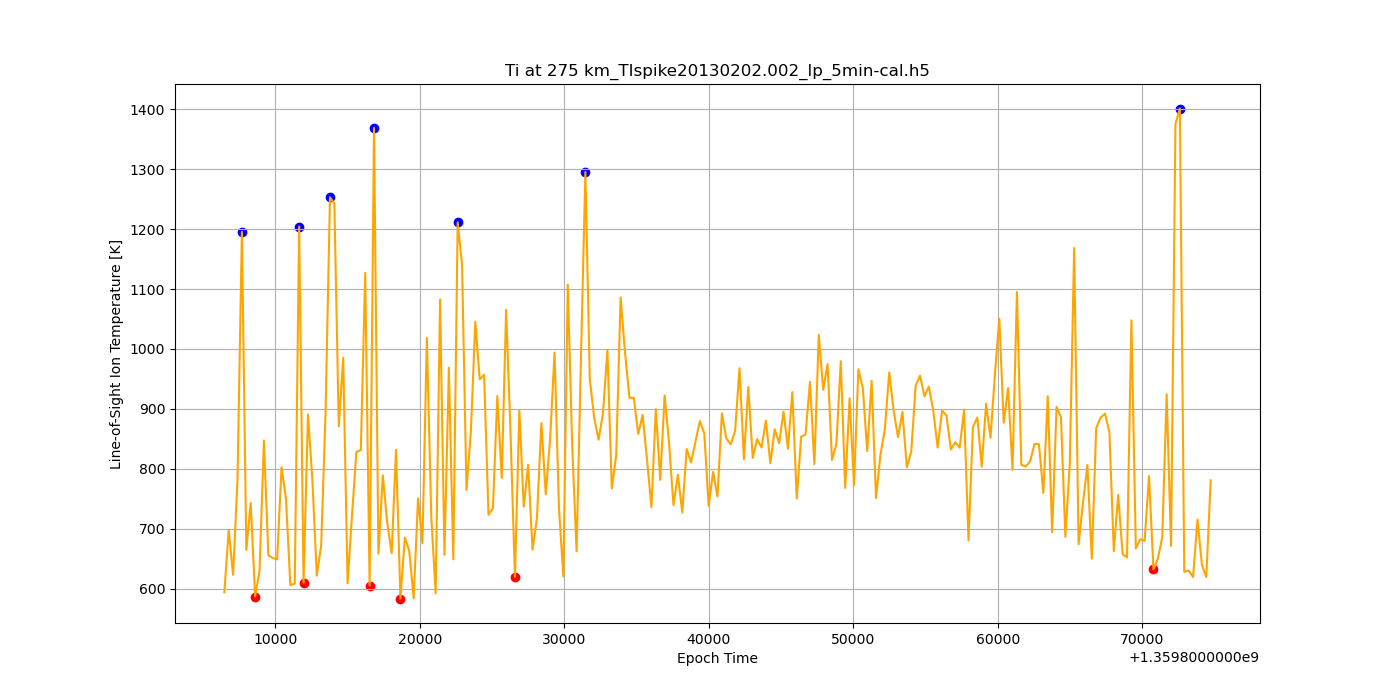 Ti at 275 km_TIspike20130202.002_lp_5min-cal.h5
Line-of-Sight Ion Temperature [K]
1400
1300
1200
1100
1000
900
800
700
600
10000 20000 30000 40000 50000 60000 70000
Epoch Time
+1.3598000000e9